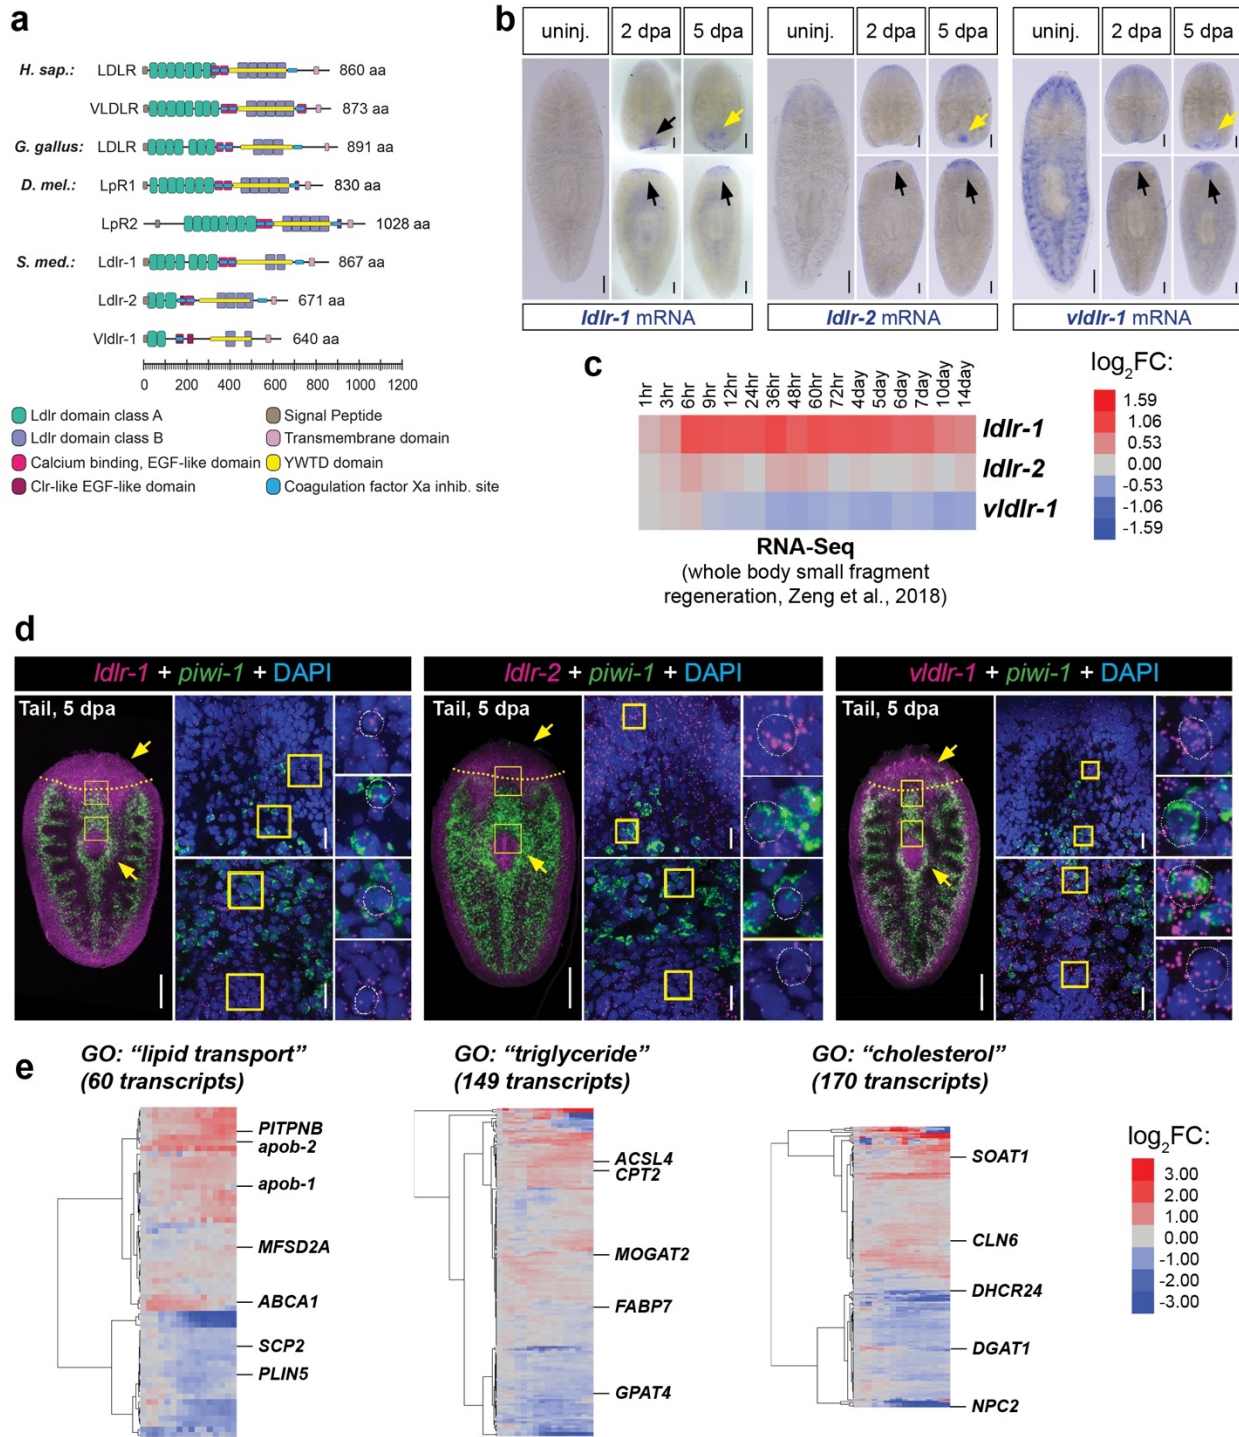 a
H. sap.: LDLR 860 aa
VLDLR 873 aa
G. gallus: LDLR 891 aa
D. mel.: LpR1 830 aa
LpR2 1028 aa
S. med.: Ldlr-1 867 aa
Ldlr-2 671 aa
Vldlr-1 640 aa
0 200 400 600 800 1000 1200
Ldlr domain class A
Ldlr domain class B
Calcium binding, EGF-like domain
Clr-like EGF-like domain
Signal Peptide
Transmembrane domain
YWTD domain
Coagulation factor Xa inhib. site
b
uninj. 2 dpa 5 dpa uninj. 2 dpa 5 dpa uninj. 2 dpa 5 dpa
ldlr-1 mRNA ldlr-2 mRNA vldlr-1 mRNA
c
1hr 3hr 6hr 9hr 12hr 24hr 36hr 48hr 60hr 72hr 4day 5day 6day 7day 10day 14day
ldlr-1
ldlr-2
vldlr-1
RNA-Seq
(whole body small fragment
regeneration, Zeng et al., 2018)
log2FC:
1.59
1.06
0.53
0.00
-0.53
-1.06
-1.59
d
ldlr-1 + piwi-1 + DAPI ldlr-2 + piwi-1 + DAPI vldlr-1 + piwi-1 + DAPI
Tail, 5 dpa Tail, 5 dpa Tail, 5 dpa
e
GO: “lipid transport”
(60 transcripts)
PITPNB
apob-2
apob-1
MFSD2A
ABCA1
SCP2
PLIN5
GO: “triglyceride”
(149 transcripts)
ACSL4
CPT2
MOGAT2
FABP7
GPAT4
GO: “cholesterol”
(170 transcripts)
SOAT1
CLN6
DHCR24
DGAT1
NPC2
log2FC:
3.00
2.00
1.00
0.00
-1.00
-2.00
-3.00